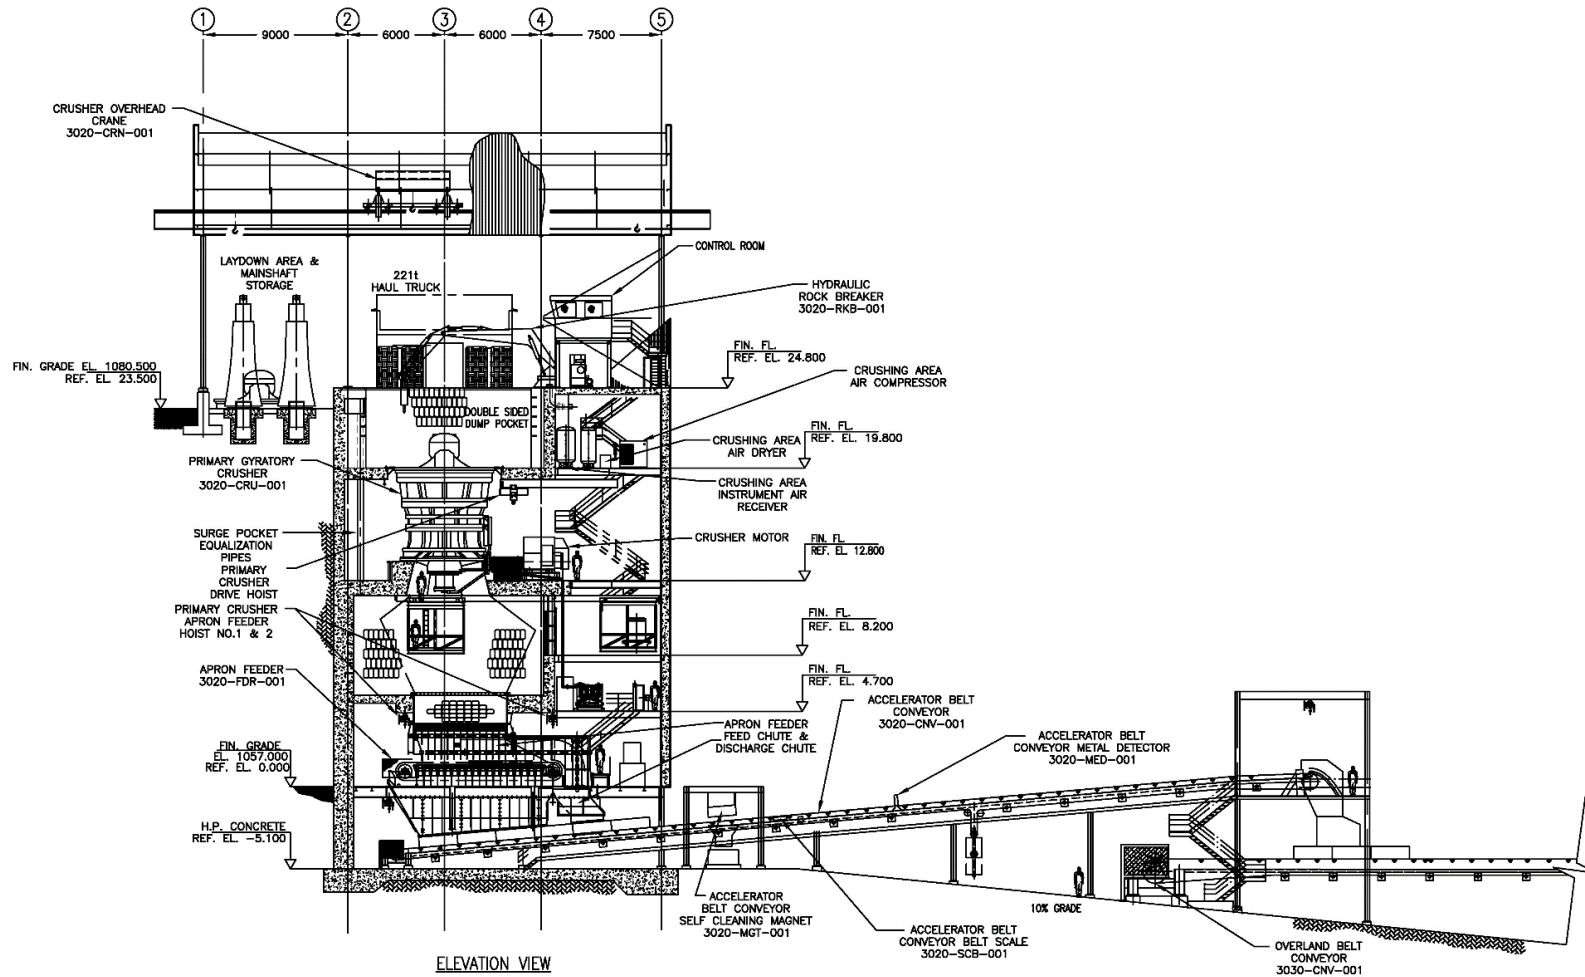 1
2
3
4
5
9000
6000
6000
7500
CRUSHER OVERHEAD
CRANE
3020-CRN-001
CONTROL ROOM
LAYDOWN AREA &
MAINSHAFT
STORAGE
221t
HAUL TRUCK
HYDRAULIC
ROCK BREAKER
3020-RKB-001
FIN. GRADE EL. 1080.500
REF. EL. 23.500
FIN. FL.
REF. EL. 24.800
CRUSHING AREA
AIR COMPRESSOR
DOUBLE SIDED
DUMP POCKET
FIN. FL.
REF. EL. 19.800
CRUSHING AREA
AIR DRYER
PRIMARY GYRATORY
CRUSHER
3020-CRU-001
CRUSHING AREA
INSTRUMENT AIR
RECEIVER
SURGE POCKET
EQUALIZATION
PIPES
PRIMARY
CRUSHER
DRIVE HOIST
CRUSHER MOTOR
FIN. FL.
REF. EL. 12.800
PRIMARY CRUSHER
APRON FEEDER
HOIST NO.1 & 2
FIN. FL.
REF. EL. 8.200
APRON FEEDER
3020-FDR-001
FIN. FL.
REF. EL. 4.700
ACCELERATOR BELT
CONVEYOR
3020-CNV-001
APRON FEEDER
FEED CHUTE &
DISCHARGE CHUTE
ACCELERATOR BELT
CONVEYOR METAL DETECTOR
3020-MED-001
FIN. GRADE
EL. 1057.000
REF. EL. 0.000
H.P. CONCRETE
REF. EL. -5.100
ACCELERATOR
BELT CONVEYOR
SELF CLEANING MAGNET
3020-MGT-001
10% GRADE
ACCELERATOR BELT
CONVEYOR BELT SCALE
3020-SCB-001
OVERLAND BELT
CONVEYOR
3030-CNV-001
ELEVATION VIEW